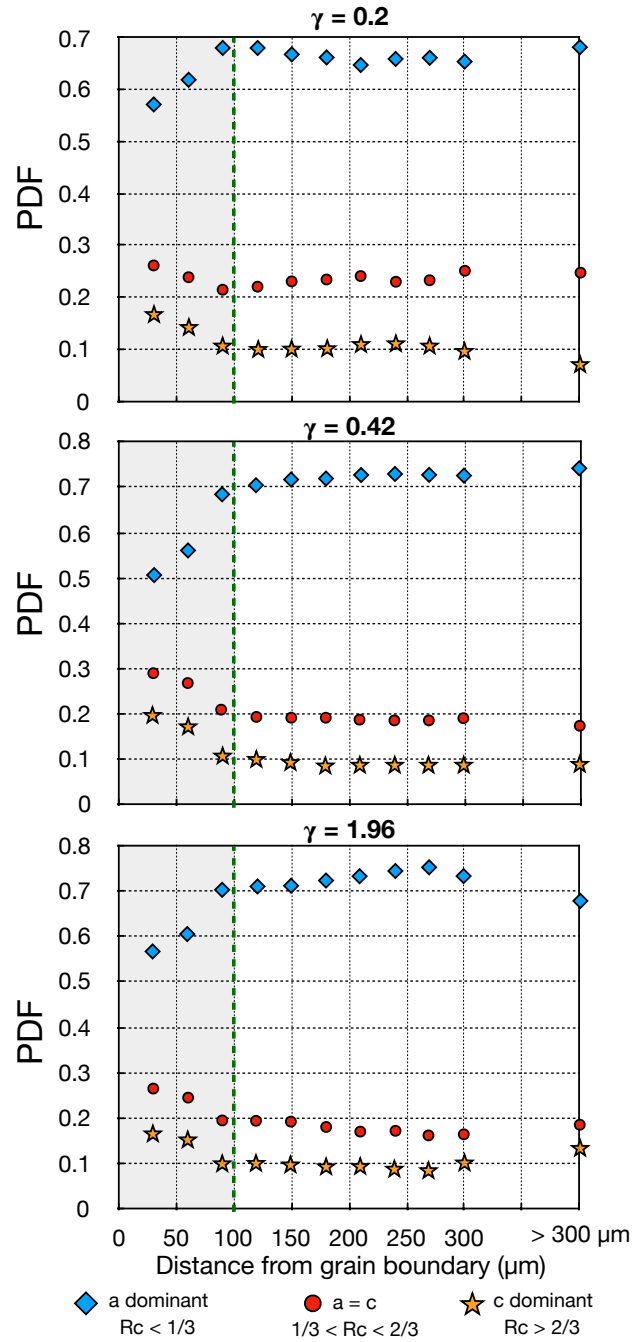 γ = 0.2
0.7
0.6
0.5
0.4
0.3
0.2
0.1
0
PDF
γ = 0.42
0.8
0.7
0.6
0.5
0.4
0.3
0.2
0.1
0
PDF
γ = 1.96
0.8
0.7
0.6
0.5
0.4
0.3
0.2
0.1
0
PDF
0 50 100 150 200 250 300 > 300 µm
Distance from grain boundary (µm)
a dominant a = c c dominant
Rc < 1/3 1/3 < Rc < 2/3 Rc > 2/3